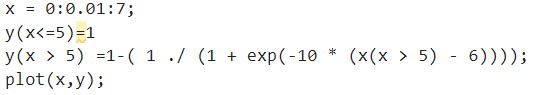 x = 0:0.01:7;
y(x<=5)=1
y(x > 5) =1-( 1 ./ (1 + exp(-10 * (x(x > 5) - 6))));
plot(x,y);